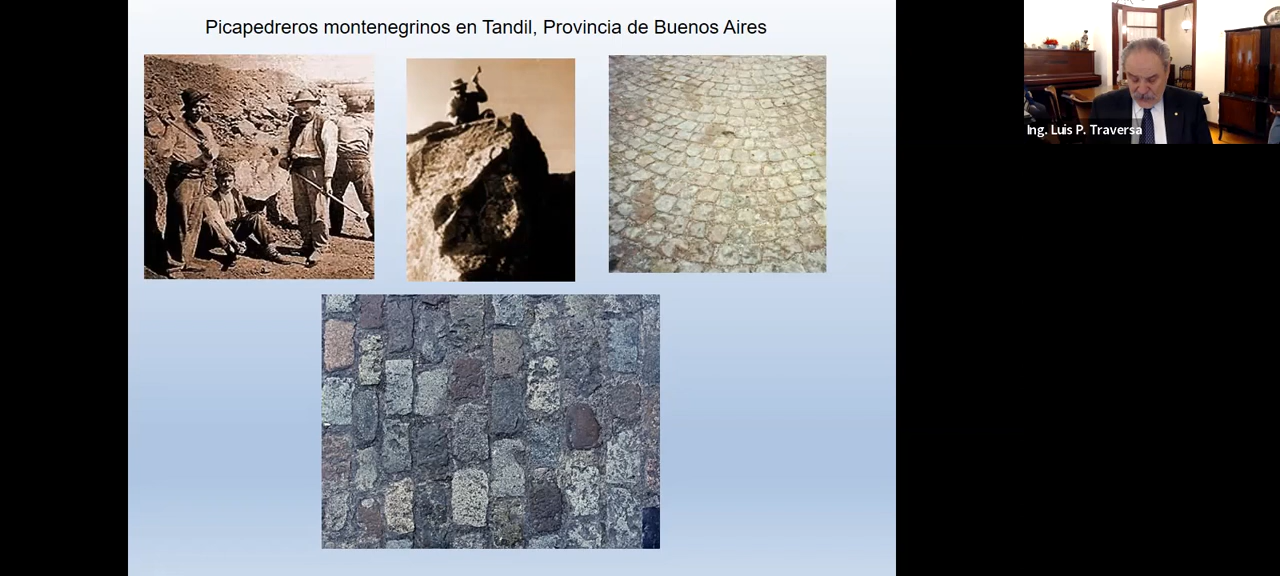 Picapedreros montenegrinos en Tandil, Provincia de Buenos Aires
Ing. Luis P. Traversa